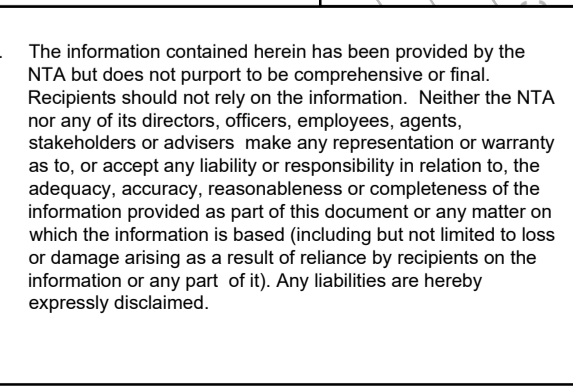 The information contained herein has been provided by the
NTA but does not purport to be comprehensive or final.
Recipients should not rely on the information.  Neither the NTA
nor any of its directors, officers, employees, agents,
stakeholders or advisers  make any representation or warranty
as to, or accept any liability or responsibility in relation to, the
adequacy, accuracy, reasonableness or completeness of the
information provided as part of this document or any matter on
which the information is based (including but not limited to loss
or damage arising as a result of reliance by recipients on the
information or any part  of it). Any liabilities are hereby
expressly disclaimed.